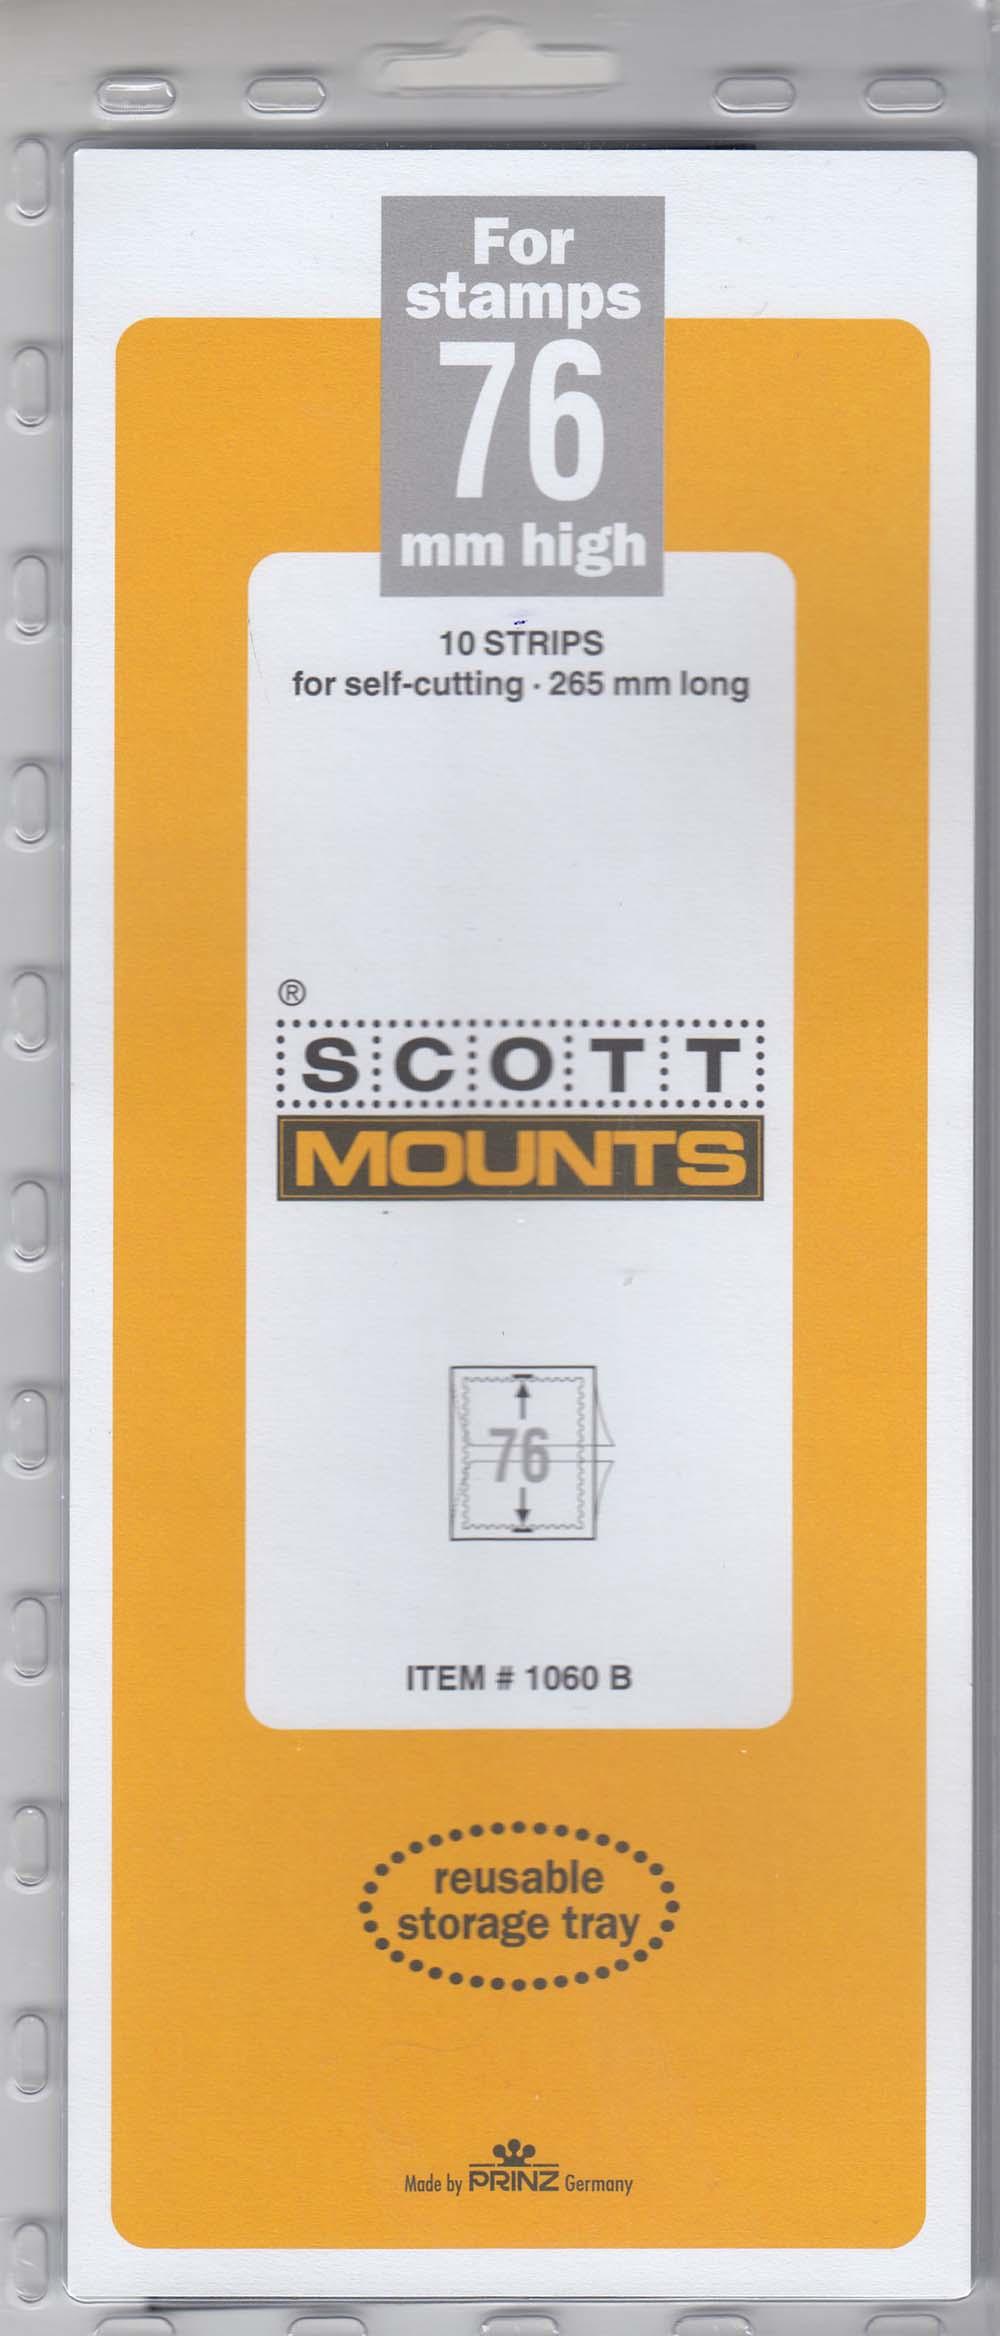 For
stamps
76
mm high
10 STRIPS
for self-cutting · 265 mm long
®
SCOTT
MOUNTS
76
ITEM # 1060 B
reusable
storage tray
Made by PRINZ Germany